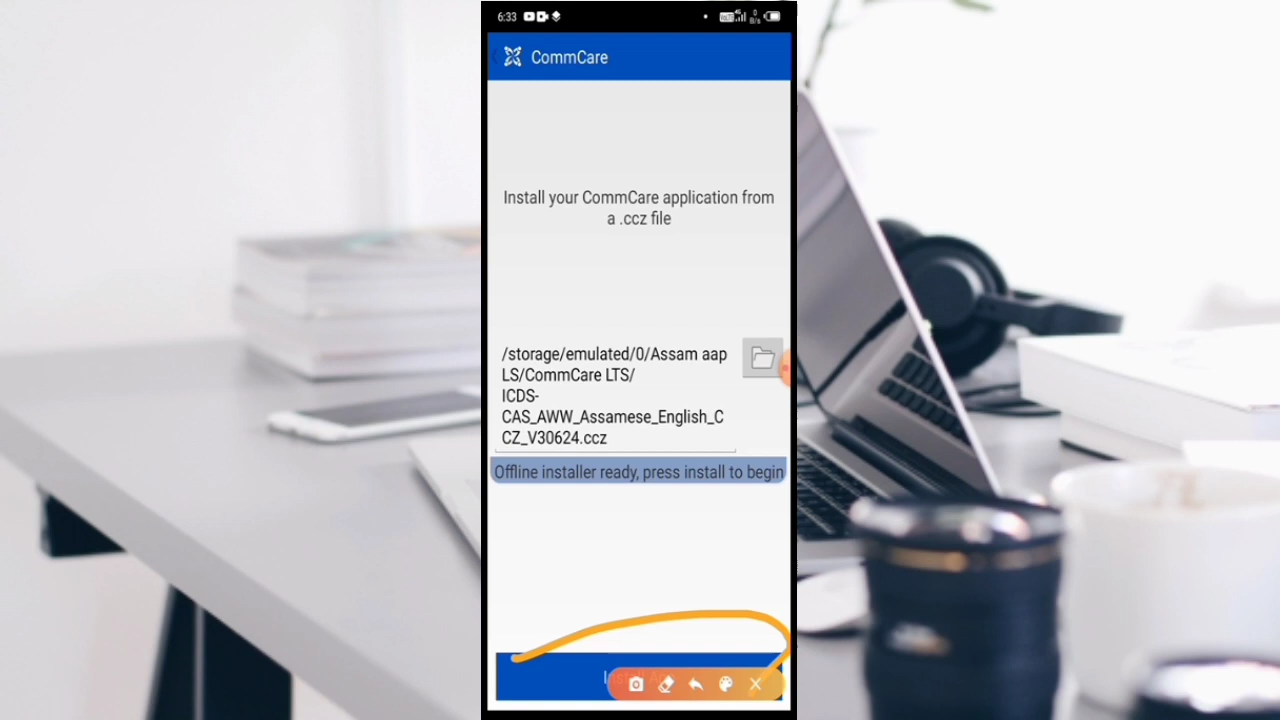 6:33
CommCare
Install your CommCare application from
a .ccz file
/storage/emulated/0/Assam aap
LS/CommCare LTS/
ICDS-
CAS_AWW_Assamese_English_C
CZ_V30624.ccz
Offline installer ready, press install to begin